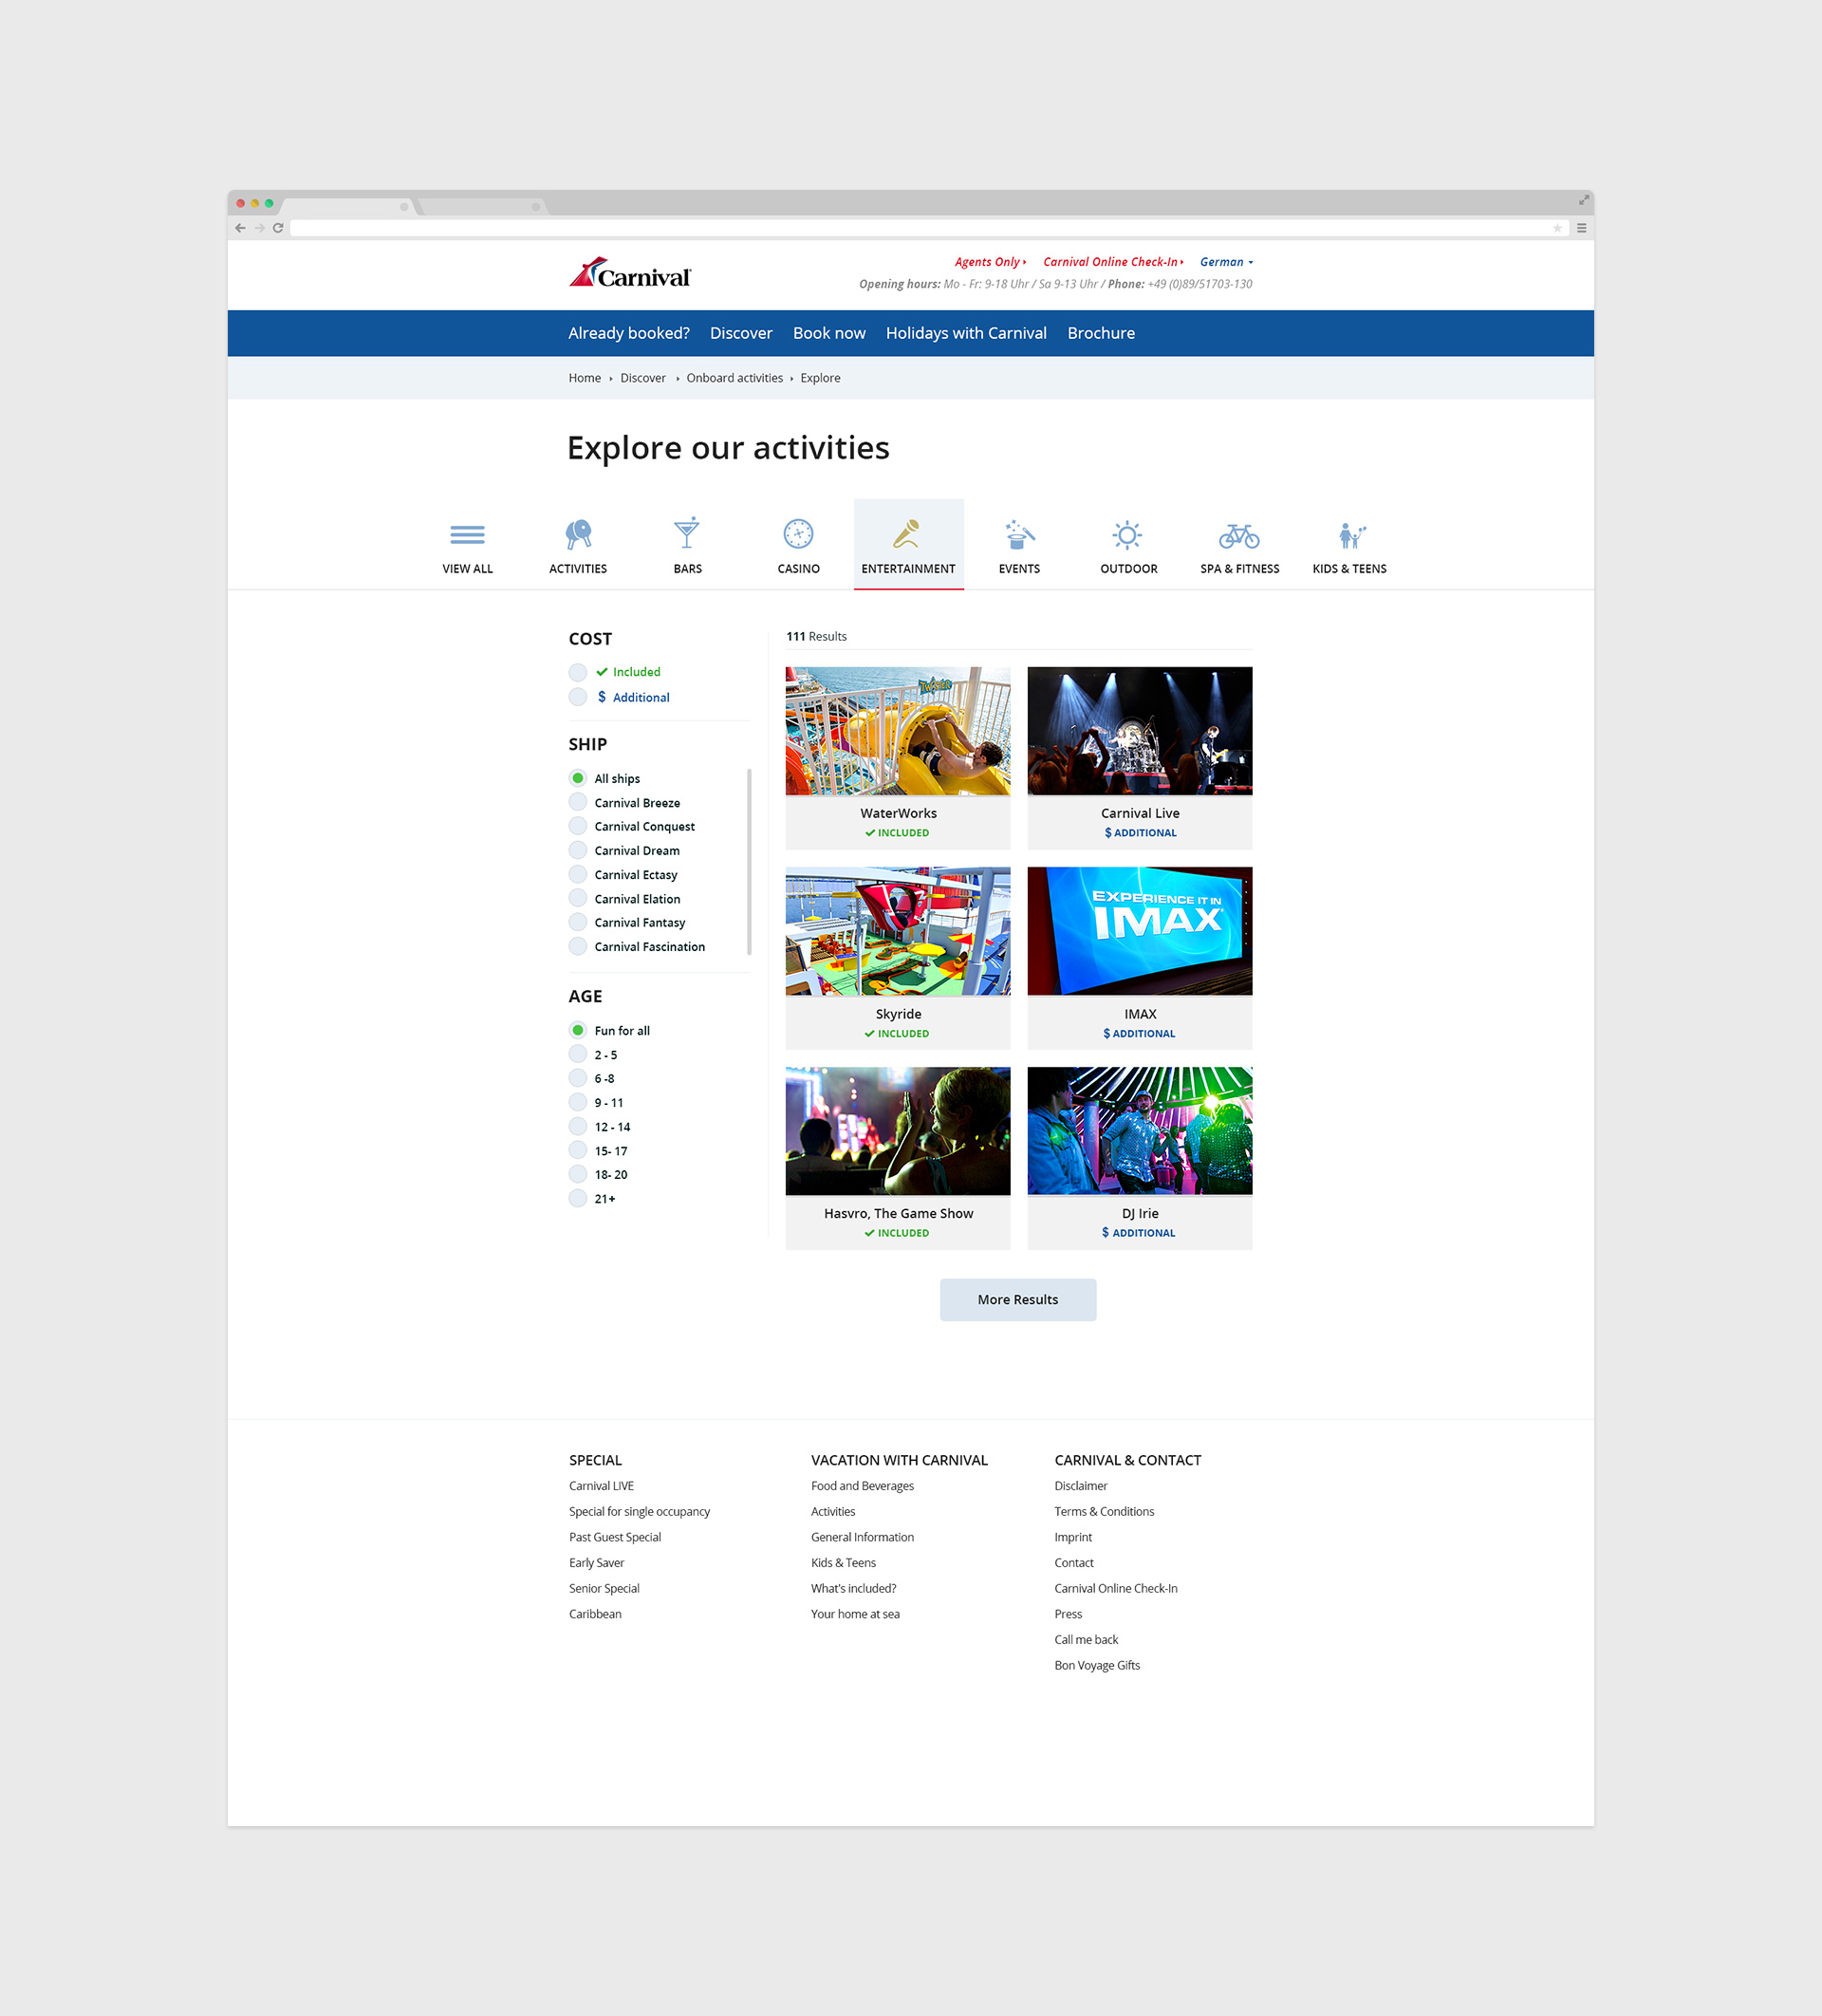 Carnival
Agents Only Carnival Online Check-In German
Opening hours: Mo - Fr: 9-18 Uhr / Sa 9-13 Uhr / Phone: +49 (0)89/51703-130
Already booked? Discover Book now Holidays with Carnival Brochure
Home Discover Onboard activities Explore
Explore our activities
VIEW ALL ACTIVITIES BARS CASINO ENTERTAINMENT EVENTS OUTDOOR SPA & FITNESS KIDS & TEENS
COST
Included
$ Additional
SHIP
All ships
Carnival Breeze
Carnival Conquest
Carnival Dream
Carnival Ectasy
Carnival Elation
Carnival Fantasy
Carnival Fascination
AGE
Fun for all
2 - 5
6 -8
9 - 11
12 - 14
15- 17
18- 20
21+
111 Results
WaterWorks
INCLUDED
Carnival Live
$ ADDITIONAL
Skyride
INCLUDED
EXPERIENCE IT IN
IMAX
IMAX
$ ADDITIONAL
Hasvro, The Game Show
INCLUDED
DJ Irie
$ ADDITIONAL
More Results
SPECIAL
Carnival LIVE
Special for single occupancy
Past Guest Special
Early Saver
Senior Special
Caribbean
VACATION WITH CARNIVAL
Food and Beverages
Activities
General Information
Kids & Teens
What's included?
Your home at sea
CARNIVAL & CONTACT
Disclaimer
Terms & Conditions
Imprint
Contact
Carnival Online Check-In
Press
Call me back
Bon Voyage Gifts